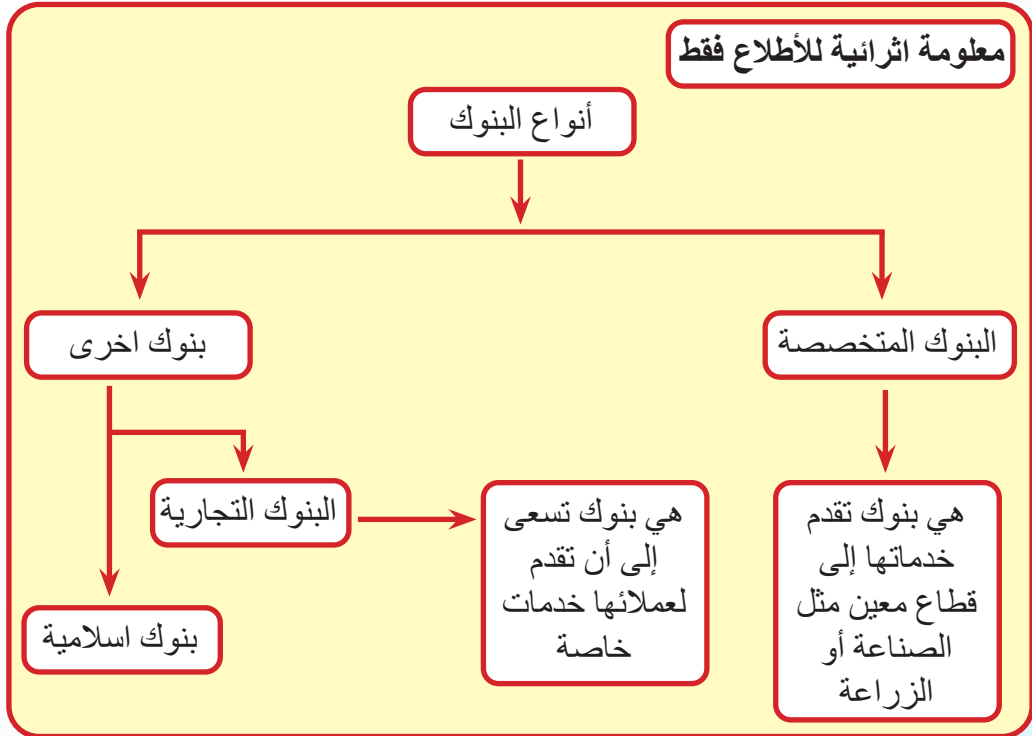 معلومة اثرائية للأطلاع فقط
أنواع البنوك
البنوك المتخصصة
بنوك اخرى
هي بنوك تقدم
خدماتها إلى
قطاع معين مثل
الصناعة أو
الزراعة
البنوك التجارية
هي بنوك تسعى
إلى أن تقدم
لعملائها خدمات
خاصة
بنوك اسلامية